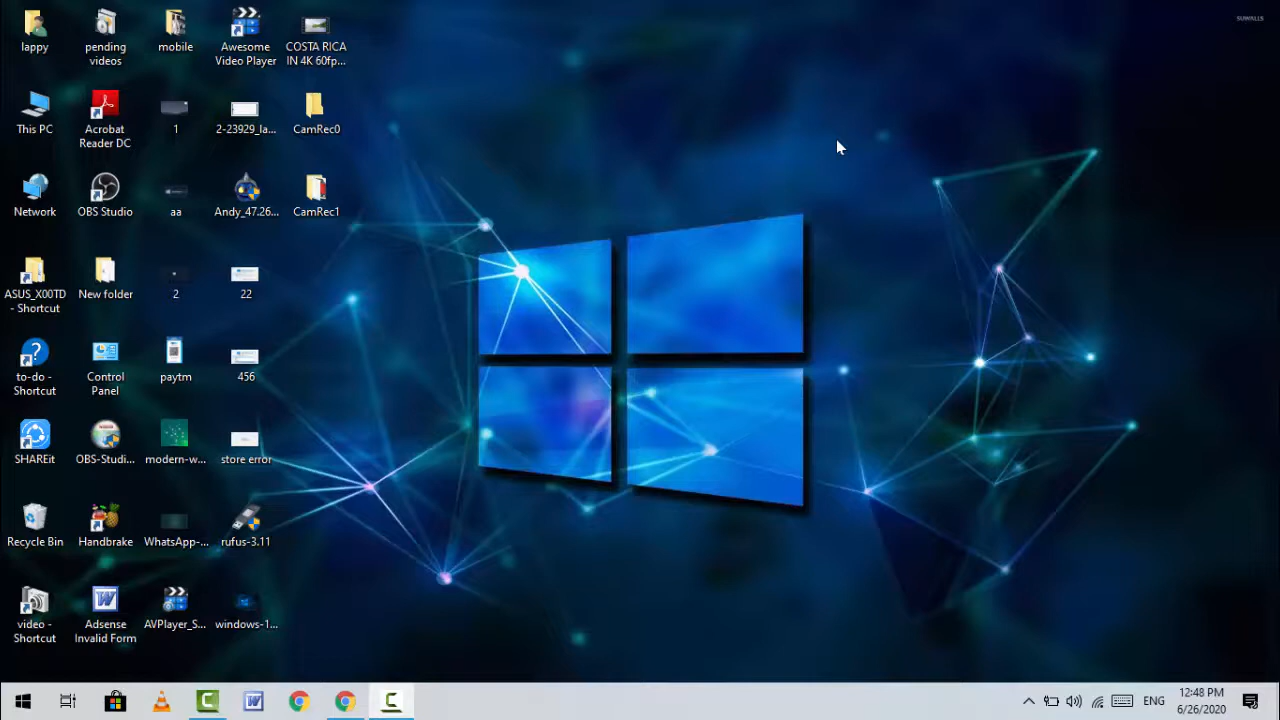 SUWALLS
lappy
pending
videos
mobile
Awesome
Video Player
COSTA RICA
IN 4K 60fp...
This PC
Acrobat
Reader DC
1
2-23929_la...
CamRec0
Network
OBS Studio
aa
Andy_47.26...
CamRec1
ASUS_X00TD
- Shortcut
New folder
2
22
to-do -
Shortcut
Control
Panel
paytm
456
SHAREit
OBS-Studi...
modern-w...
store error
Recycle Bin
Handbrake
WhatsApp-...
rufus-3.11
video -
Shortcut
Adsense
Invalid Form
AVPlayer_S...
windows-1...
ENG
12:48 PM
6/26/2020